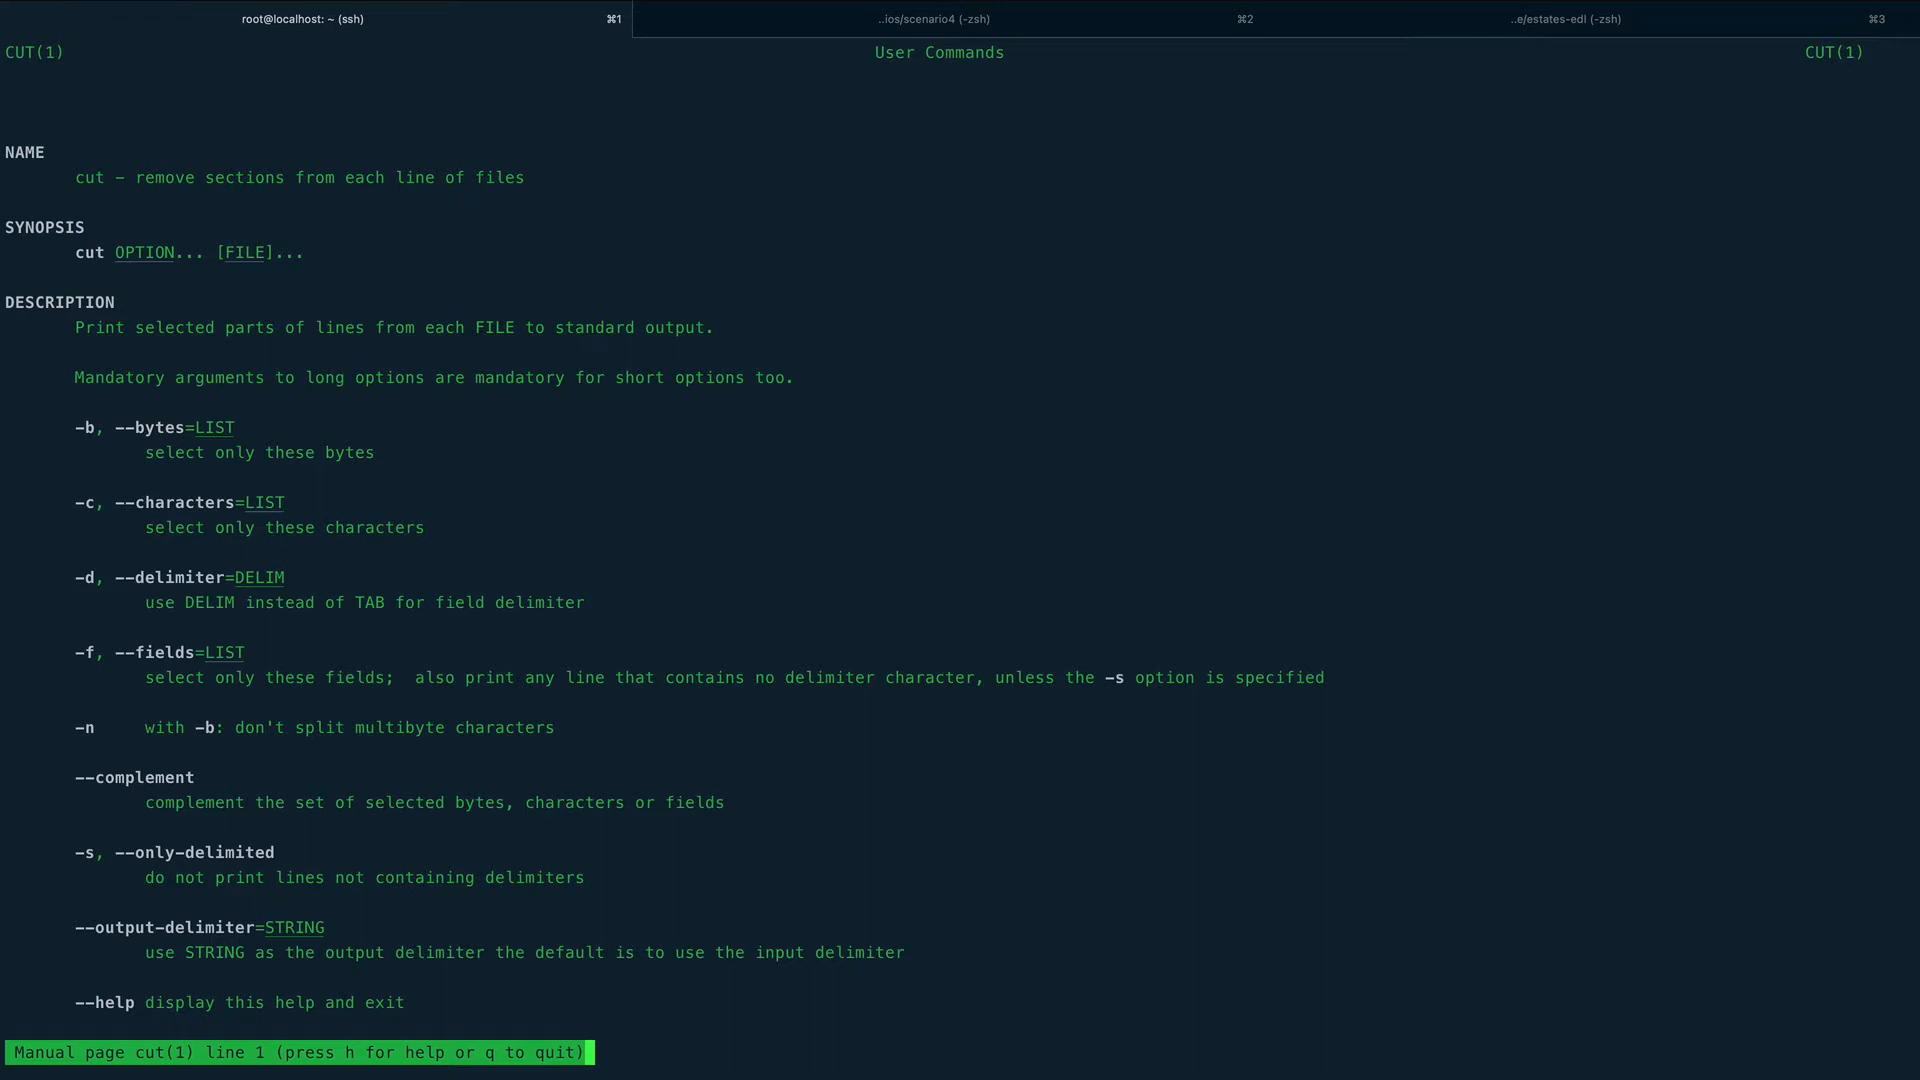 root@localhost: ~ (ssh) ⌘1 ..ios/scenario4 (-zsh) ⌘2 ..e/estates-edl (-zsh) ⌘3
CUT(1) User Commands CUT(1)
NAME
cut – remove sections from each line of files
SYNOPSIS
cut OPTION... [FILE]...
DESCRIPTION
Print selected parts of lines from each FILE to standard output.
Mandatory arguments to long options are mandatory for short options too.
-b, --bytes=LIST
select only these bytes
-c, --characters=LIST
select only these characters
-d, --delimiter=DELIM
use DELIM instead of TAB for field delimiter
-f, --fields=LIST
select only these fields;  also print any line that contains no delimiter character, unless the -s option is specified
-n with -b: don't split multibyte characters
--complement
complement the set of selected bytes, characters or fields
-s, --only-delimited
do not print lines not containing delimiters
--output-delimiter=STRING
use STRING as the output delimiter the default is to use the input delimiter
--help display this help and exit
Manual page cut(1) line 1 (press h for help or q to quit)